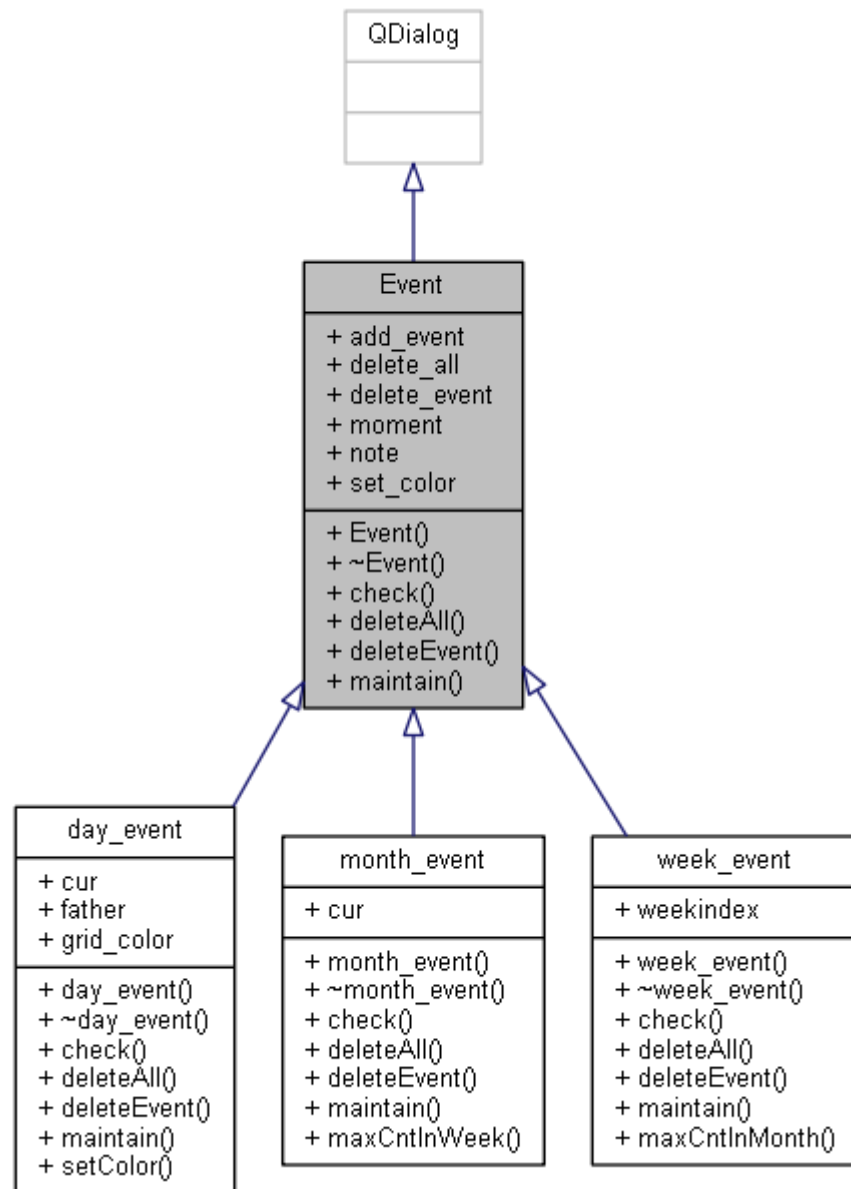 QDialog
Event
+ add_event
+ delete_all
+ delete_event
+ moment
+ note
+ set_color
+ Event()
+ ~Event()
+ check()
+ deleteAll()
+ deleteEvent()
+ maintain()
day_event
+ cur
+ father
+ grid_color
+ day_event()
+ ~day_event()
+ check()
+ deleteAll()
+ deleteEvent()
+ maintain()
+ setColor()
month_event
+ cur
+ month_event()
+ ~month_event()
+ check()
+ deleteAll()
+ deleteEvent()
+ maintain()
+ maxCntInWeek()
week_event
+ weekindex
+ week_event()
+ ~week_event()
+ check()
+ deleteAll()
+ deleteEvent()
+ maintain()
+ maxCntInMonth()